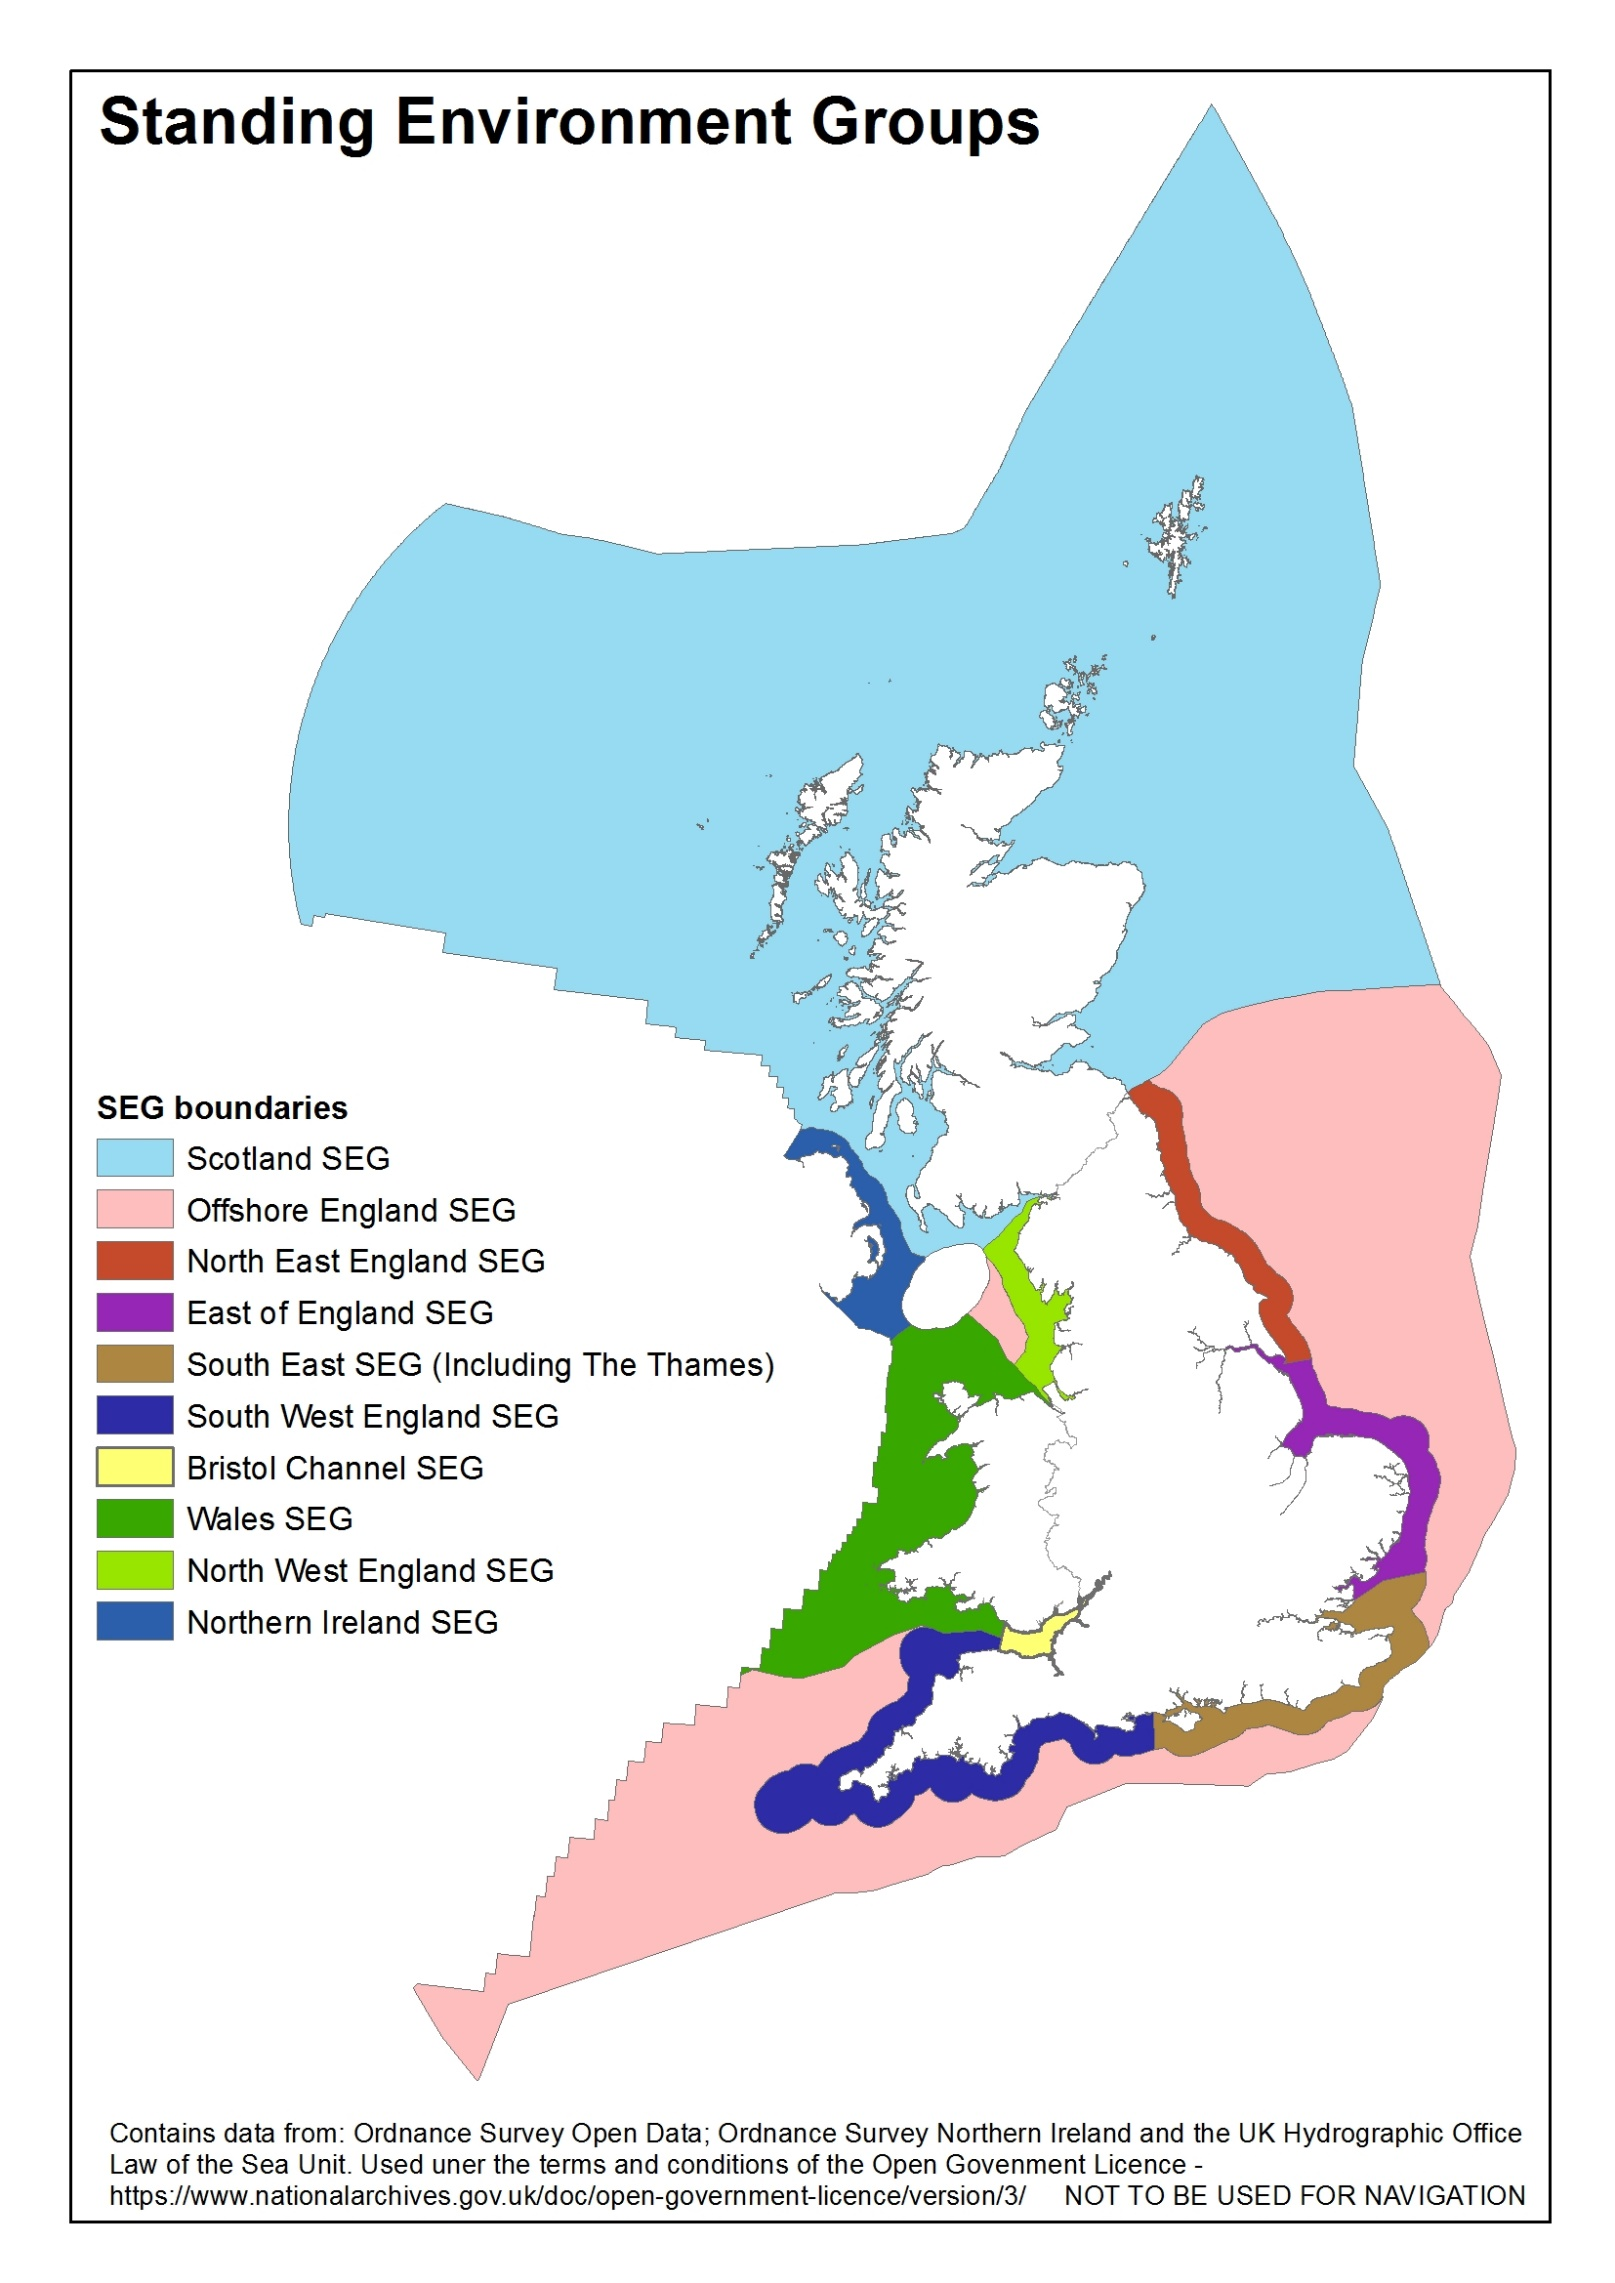 Standing Environment Groups
SEG boundaries
Scotland SEG
Offshore England SEG
North East England SEG
East of England SEG
South East SEG (Including The Thames)
South West England SEG
Bristol Channel SEG
Wales SEG
North West England SEG
Northern Ireland SEG
Contains data from: Ordnance Survey Open Data; Ordnance Survey Northern Ireland and the UK Hydrographic Office
Law of the Sea Unit. Used uner the terms and conditions of the Open Govenment Licence -
https://www.nationalarchives.gov.uk/doc/open-government-licence/version/3/ NOT TO BE USED FOR NAVIGATION